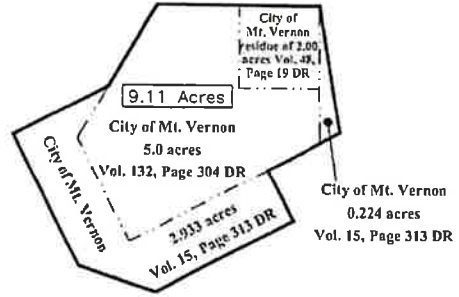 City of
Mt. Vernon
residue of 2.00
acres Vol. 48,
Page 19 DR
9.11 Acres
City of Mt. Vernon
5.0 acres
Vol. 132, Page 304 DR
City of Mt. Vernon
2.933 acres
Vol. 15, Page 313 DR
City of Mt. Vernon
0.224 acres
Vol. 15, Page 313 DR